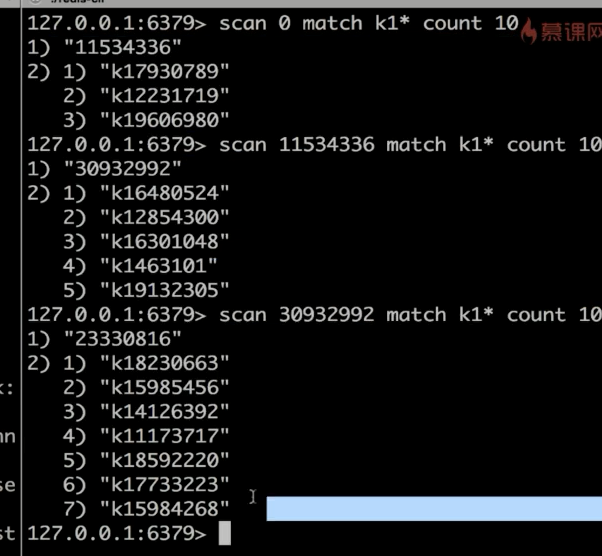 127.0.0.1:6379> scan 0 match k1* count 10
慕课网
1) "11534336"
2) 1) "k17930789"
2) "k12231719"
3) "k19606980"
127.0.0.1:6379> scan 11534336 match k1* count 10
1) "30932992"
2) 1) "k16480524"
2) "k12854300"
3) "k16301048"
4) "k1463101"
5) "k19132305"
127.0.0.1:6379> scan 30932992 match k1* count 10
1) "23330816"
2) 1) "k18230663"
2) "k15985456"
k:
3) "k14126392"
4) "k11173717"
5) "k18592220"
se
6) "k17733223"
7) "k15984268"
st
127.0.0.1:6379>